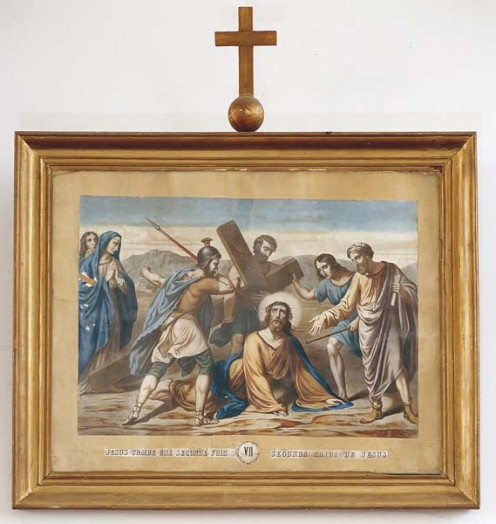 JESUS TOMBE UNE SECONDE FOIS VII SEGUNDA CAIDA DE JESUS